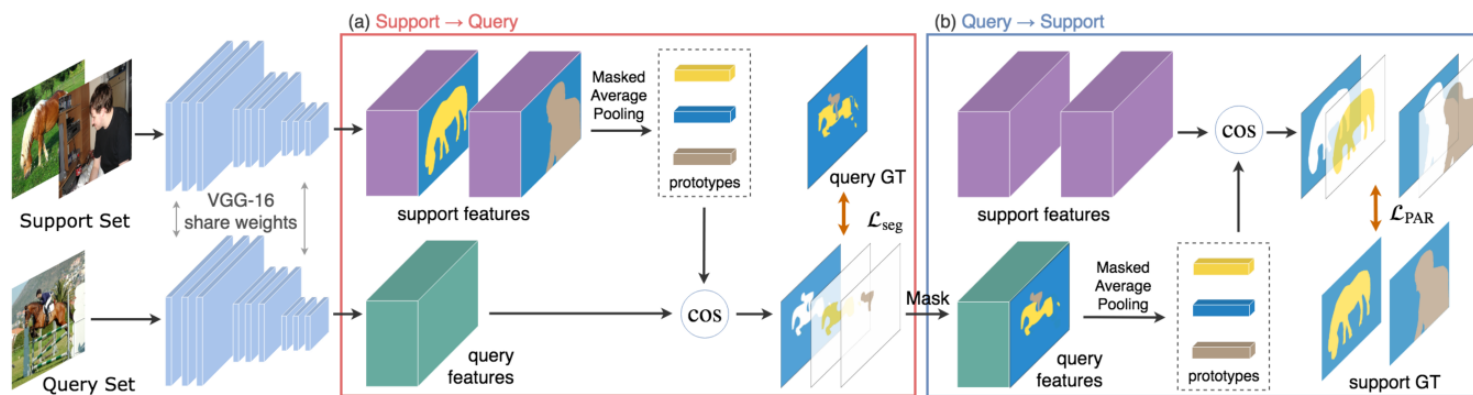 (a) Support → Query
(b) Query → Support
Support Set
VGG-16
share weights
Query Set
support features
Masked
Average
Pooling
prototypes
query GT
ℒseg
query
features
cos
Mask
support features
cos
ℒPAR
query
features
Masked
Average
Pooling
prototypes
support GT